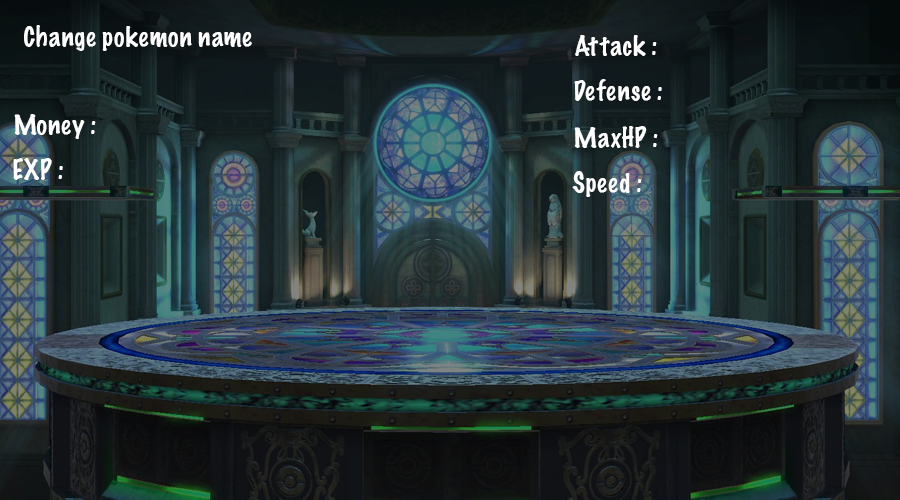 Change pokemon name
Money :
EXP :
Attack :
Defense :
MaxHP :
Speed :